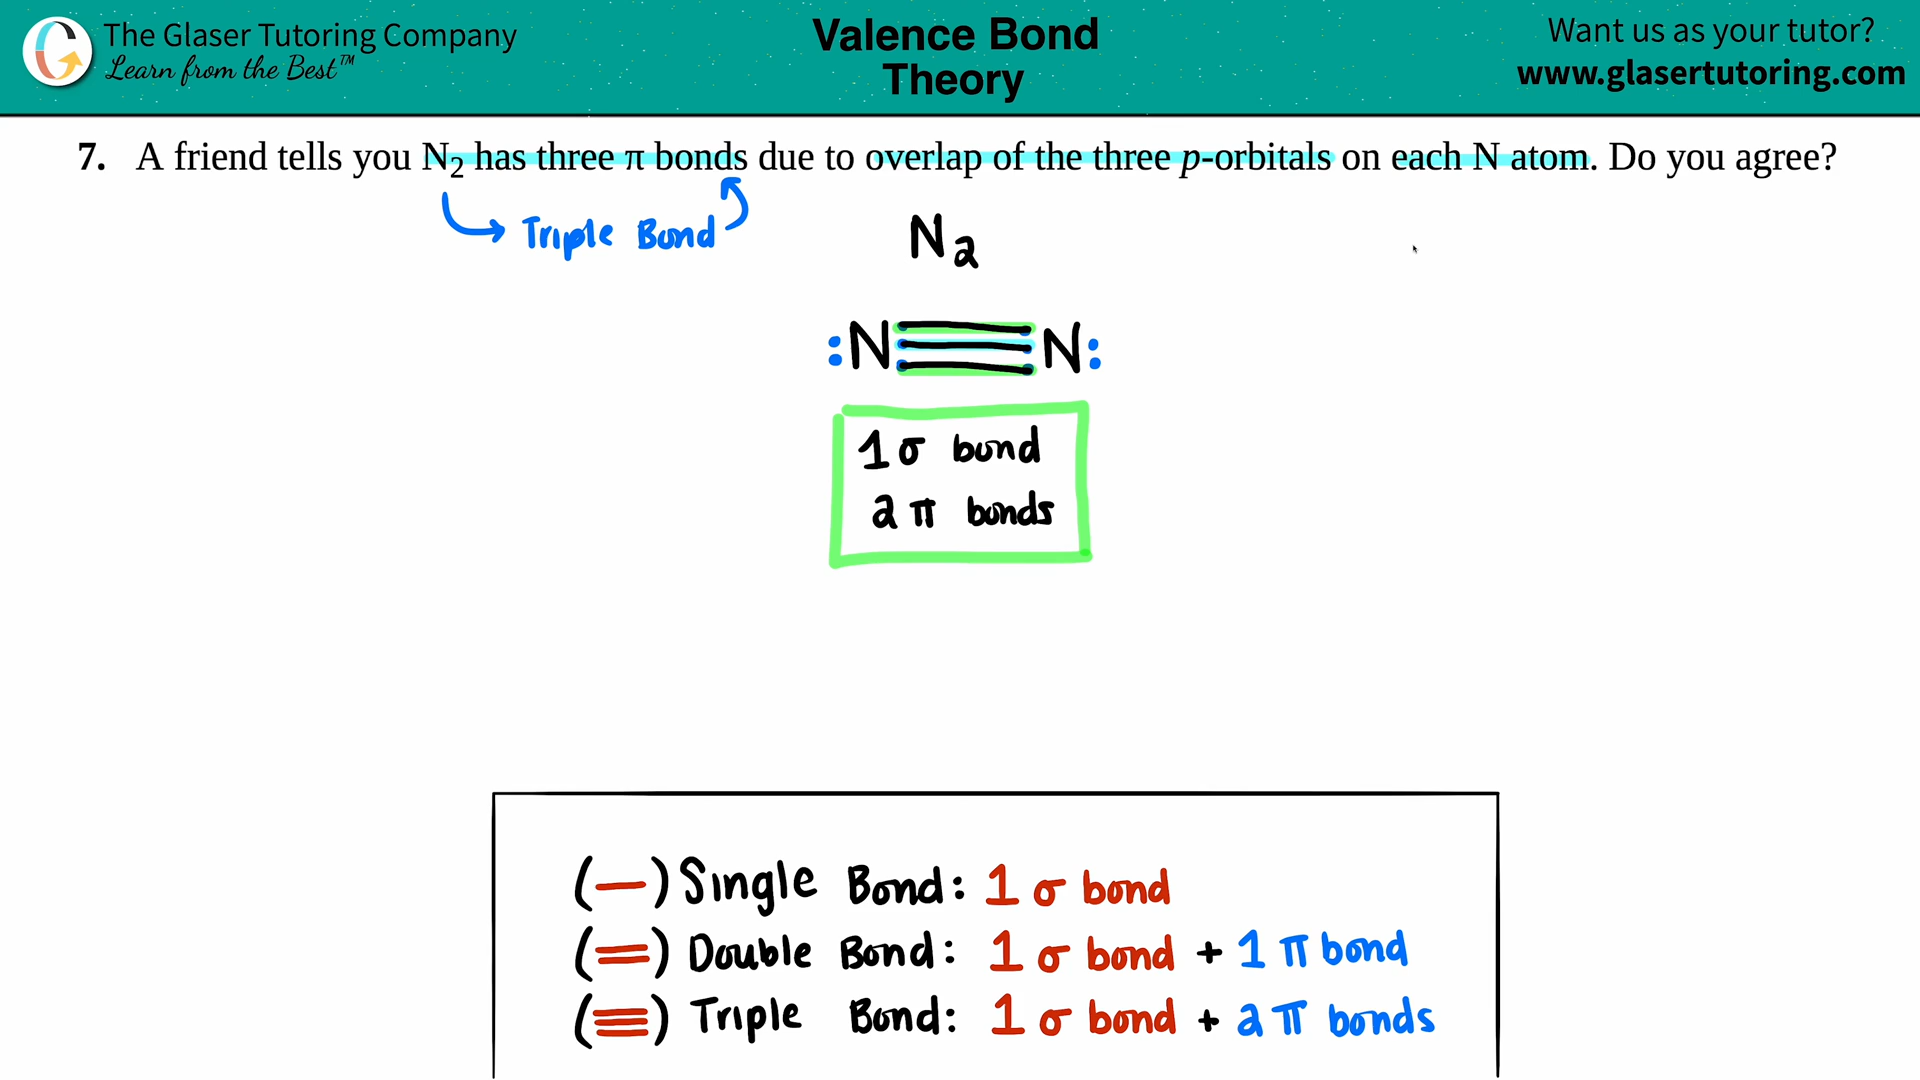 The Glaser Tutoring Company
Learn from the Best™
Valence Bond
Theory
Want us as your tutor?
www.glasertutoring.com
7. A friend tells you N₂ has three π bonds due to overlap of the three p-orbitals on each N atom. Do you agree?
Triple Bond
N₂
:N≡N:
1 σ bond
2 π bonds
(—) Single Bond: 1 σ bond
(=) Double Bond: 1 σ bond + 1 π bond
(≡) Triple Bond: 1 σ bond + 2 π bonds